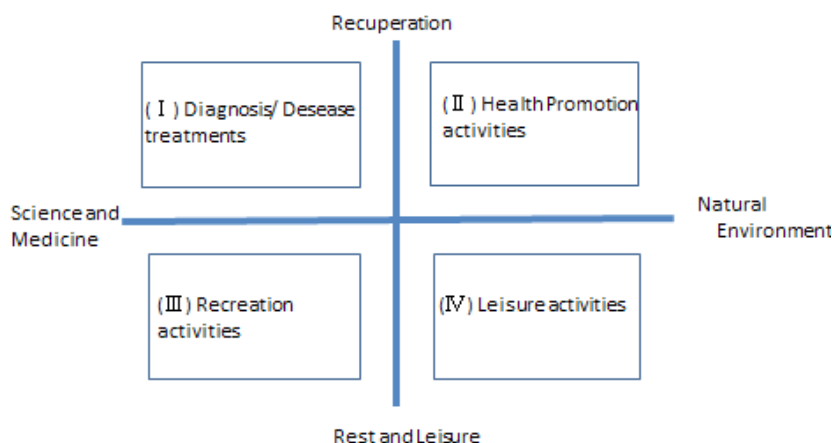 Recuperation
(Ⅰ) Diagnosis/ Desease
treatments
(Ⅱ) Health Promotion
activities
Science and
Medicine
Natural
Environment
(Ⅲ) Recreation
activities
(Ⅳ) Leisure activities
Rest and Leisure